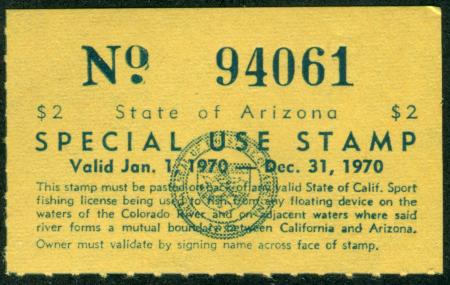 Nº 94061
$2 State of Arizona $2
SPECIAL USE STAMP
Valid Jan. 1, 1970 — Dec. 31, 1970
This stamp must be pasted on back of any valid State of Calif. Sport
fishing license being used to fish from any floating device on the
waters of the Colorado River and on adjacent waters where said
river forms a mutual boundary between California and Arizona.
Owner must validate by signing name across face of stamp.